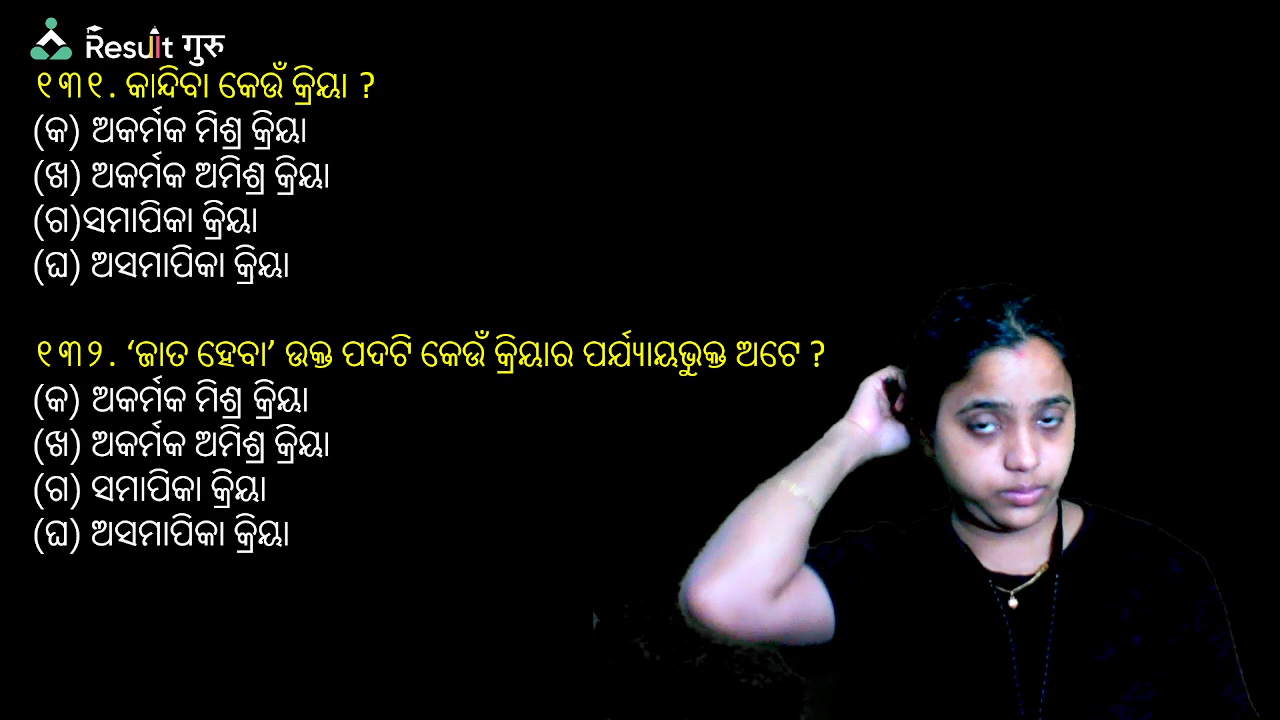 Result गुरु
୧୩୧. କାନ୍ଦିବା କେଉଁ କ୍ରିୟା ?
(କ) ଅକର୍ମକ ମିଶ୍ର କ୍ରିୟା
(ଖ) ଅକର୍ମକ ଅମିଶ୍ର କ୍ରିୟା
(ଗ)ସମାପିକା କ୍ରିୟା
(ଘ) ଅସମାପିକା କ୍ରିୟା
୧୩୨. ‘ଜାତ ହେବା’ ଉକ୍ତ ପଦଟି କେଉଁ କ୍ରିୟାର ପର୍ଯ୍ୟାୟଭୁକ୍ତ ଅଟେ ?
(କ) ଅକର୍ମକ ମିଶ୍ର କ୍ରିୟା
(ଖ) ଅକର୍ମକ ଅମିଶ୍ର କ୍ରିୟା
(ଗ) ସମାପିକା କ୍ରିୟା
(ଘ) ଅସମାପିକା କ୍ରିୟା